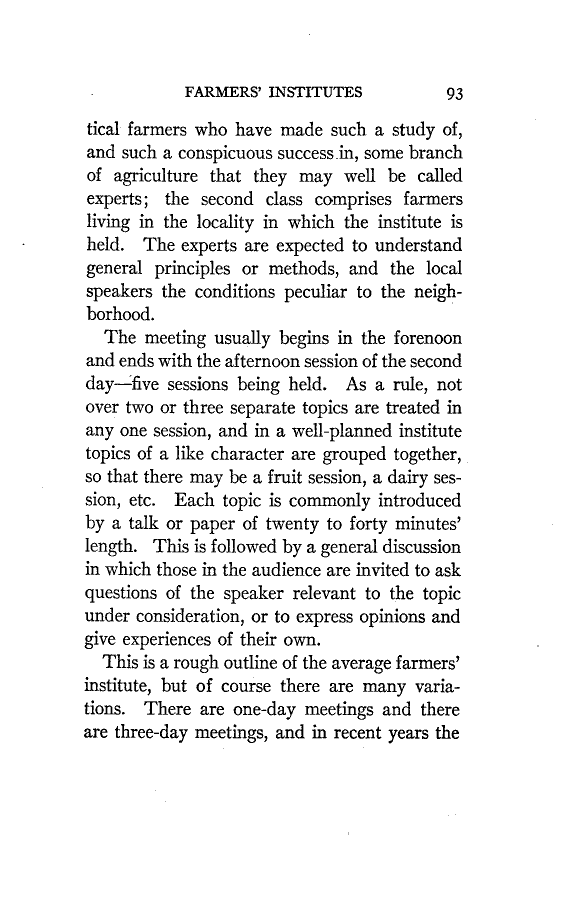 FARMERS' INSTITUTES 93
tical farmers who have made such a study of,
and such a conspicuous success in, some branch
of agriculture that they may well be called
experts; the second class comprises farmers
living in the locality in which the institute is
held. The experts are expected to understand
general principles or methods, and the local
speakers the conditions peculiar to the neigh-
borhood.
The meeting usually begins in the forenoon
and ends with the afternoon session of the second
day—five sessions being held. As a rule, not
over two or three separate topics are treated in
any one session, and in a well-planned institute
topics of a like character are grouped together,
so that there may be a fruit session, a dairy ses-
sion, etc. Each topic is commonly introduced
by a talk or paper of twenty to forty minutes'
length. This is followed by a general discussion
in which those in the audience are invited to ask
questions of the speaker relevant to the topic
under consideration, or to express opinions and
give experiences of their own.
This is a rough outline of the average farmers'
institute, but of course there are many varia-
tions. There are one-day meetings and there
are three-day meetings, and in recent years the